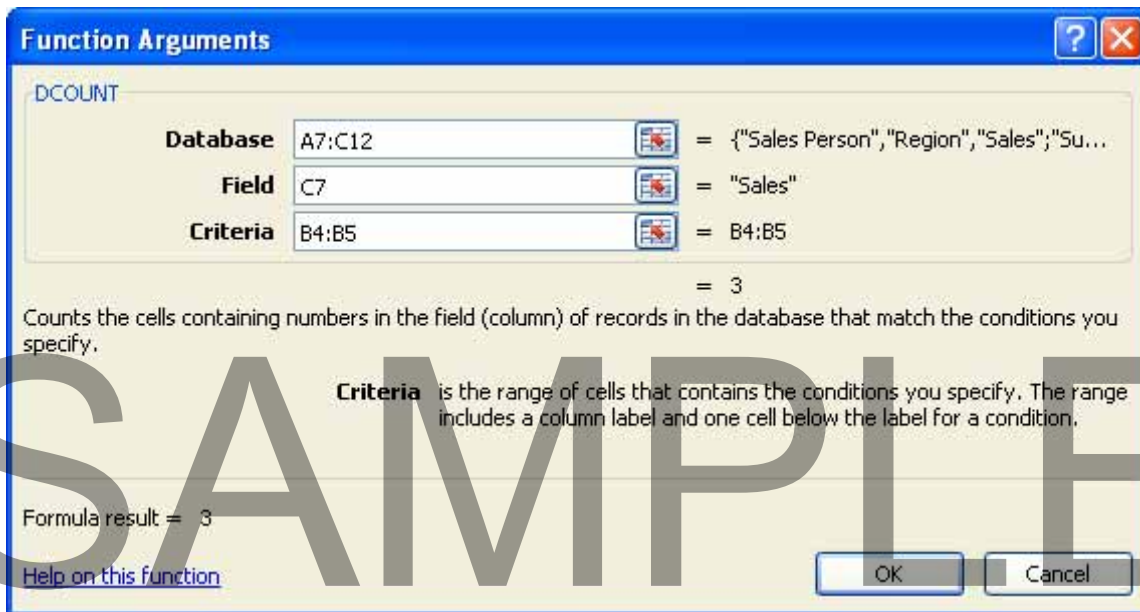 Function Arguments
DCOUNT
Database A7:C12 = {"Sales Person","Region","Sales";"Su...
Field C7 = "Sales"
Criteria B4:B5 = B4:B5
= 3
Counts the cells containing numbers in the field (column) of records in the database that match the conditions you
specify.
Criteria is the range of cells that contains the conditions you specify. The range
includes a column label and one cell below the label for a condition.
SAMPLE
Formula result = 3
Help on this function OK Cancel